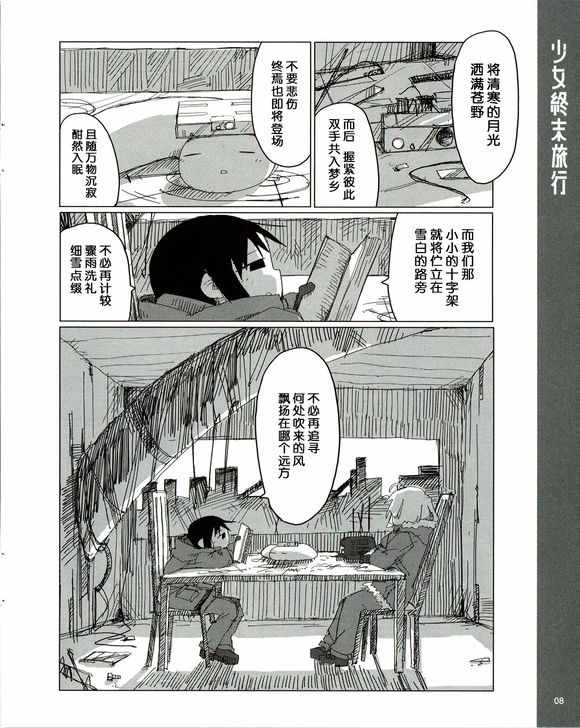 少女終末旅行
将清寒的月光
洒满苍野
而后 握紧彼此
双手共入梦乡
不要悲伤
终焉也即将登场
且随万物沉寂
酣然入眠
而我们那
小小的十字架
就将伫立在
雪白的路旁
不必再计较
骤雨洗礼
细雪点缀
不必再追寻
何处吹来的风
飘扬在哪个远方
08